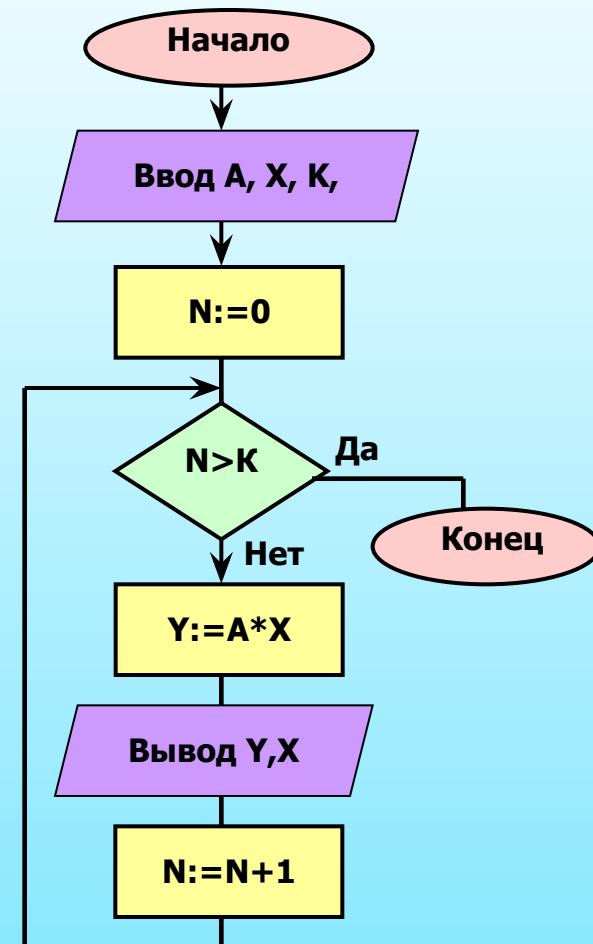 Начало
Ввод A, X, K,
N:=0
N>K
Да
Конец
Нет
Y:=A*X
Вывод Y,X
N:=N+1